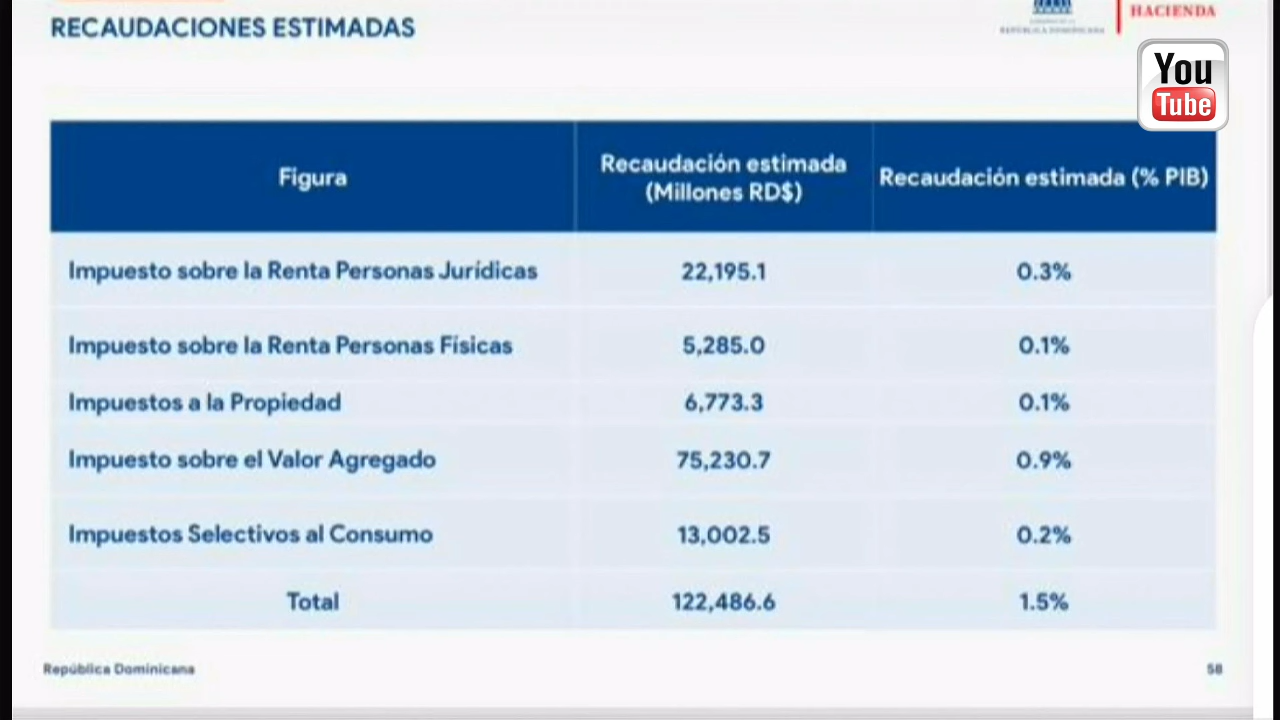 RECAUDACIONES ESTIMADAS
REPÚBLICA DOMINICANA
HACIENDA
You
Tube
Figura
Recaudación estimada
(Millones RD$)
Recaudación estimada (% PIB)
Impuesto sobre la Renta Personas Jurídicas 22,195.1 0.3%
Impuesto sobre la Renta Personas Físicas 5,285.0 0.1%
Impuestos a la Propiedad 6,773.3 0.1%
Impuesto sobre el Valor Agregado 75,230.7 0.9%
Impuestos Selectivos al Consumo 13,002.5 0.2%
Total 122,486.6 1.5%
República Dominicana 58